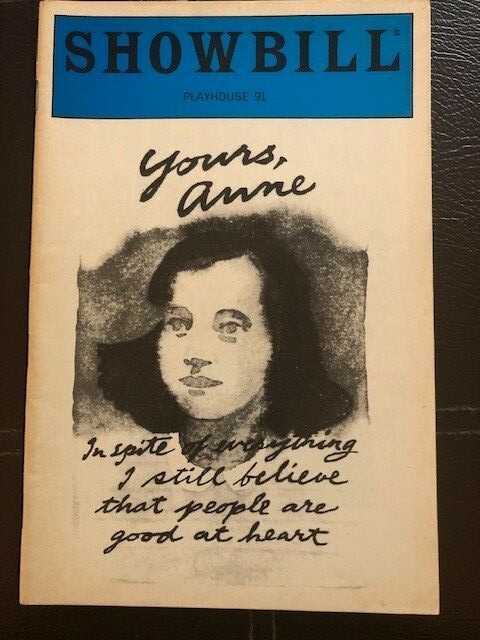 SHOWBILL®
PLAYHOUSE 91
Yours,
Anne
In spite of everything
I still believe
that people are
good at heart